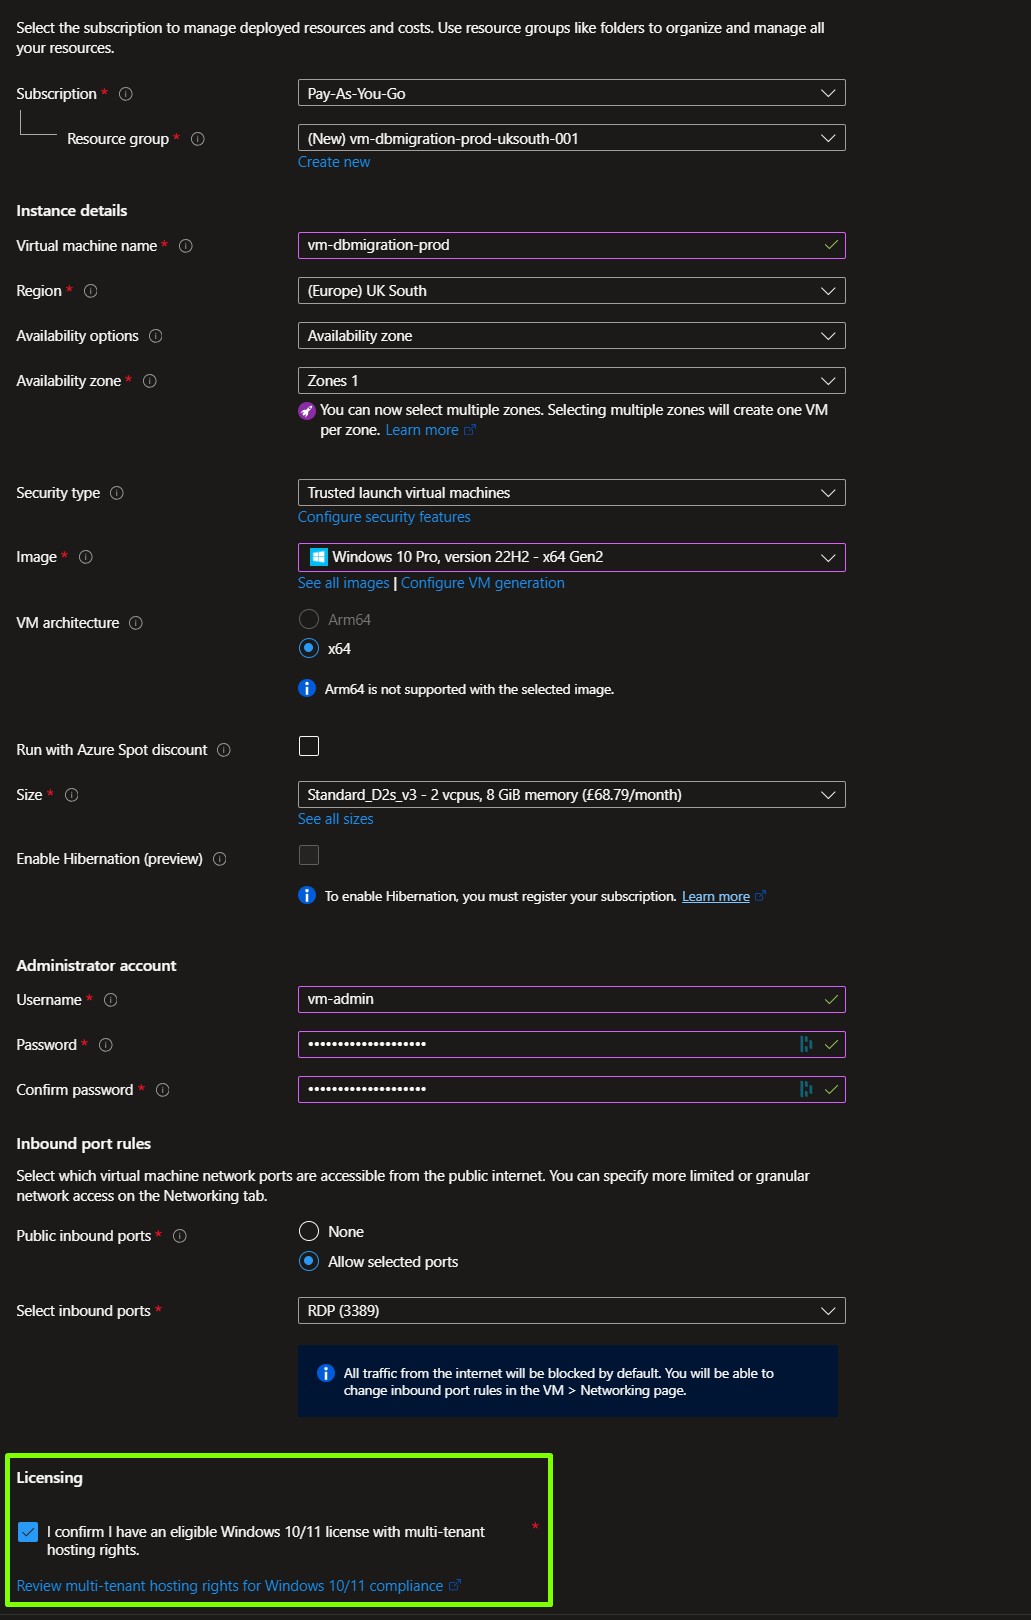 Select the subscription to manage deployed resources and costs. Use resource groups like folders to organize and manage all
your resources.
Subscription *
Pay-As-You-Go
Resource group *
(New) vm-dbmigration-prod-uksouth-001
Create new
Instance details
Virtual machine name *
vm-dbmigration-prod
Region *
(Europe) UK South
Availability options
Availability zone
Availability zone *
Zones 1
You can now select multiple zones. Selecting multiple zones will create one VM
per zone. Learn more
Security type
Trusted launch virtual machines
Configure security features
Image *
Windows 10 Pro, version 22H2 - x64 Gen2
See all images | Configure VM generation
VM architecture
Arm64
x64
Arm64 is not supported with the selected image.
Run with Azure Spot discount
Size *
Standard_D2s_v3 - 2 vcpus, 8 GiB memory (£68.79/month)
See all sizes
Enable Hibernation (preview)
To enable Hibernation, you must register your subscription. Learn more
Administrator account
Username *
vm-admin
Password *
••••••••••••••••••••
Confirm password *
••••••••••••••••••••
Inbound port rules
Select which virtual machine network ports are accessible from the public internet. You can specify more limited or granular
network access on the Networking tab.
Public inbound ports *
None
Allow selected ports
Select inbound ports *
RDP (3389)
All traffic from the internet will be blocked by default. You will be able to
change inbound port rules in the VM > Networking page.
Licensing
I confirm I have an eligible Windows 10/11 license with multi-tenant *
hosting rights.
Review multi-tenant hosting rights for Windows 10/11 compliance